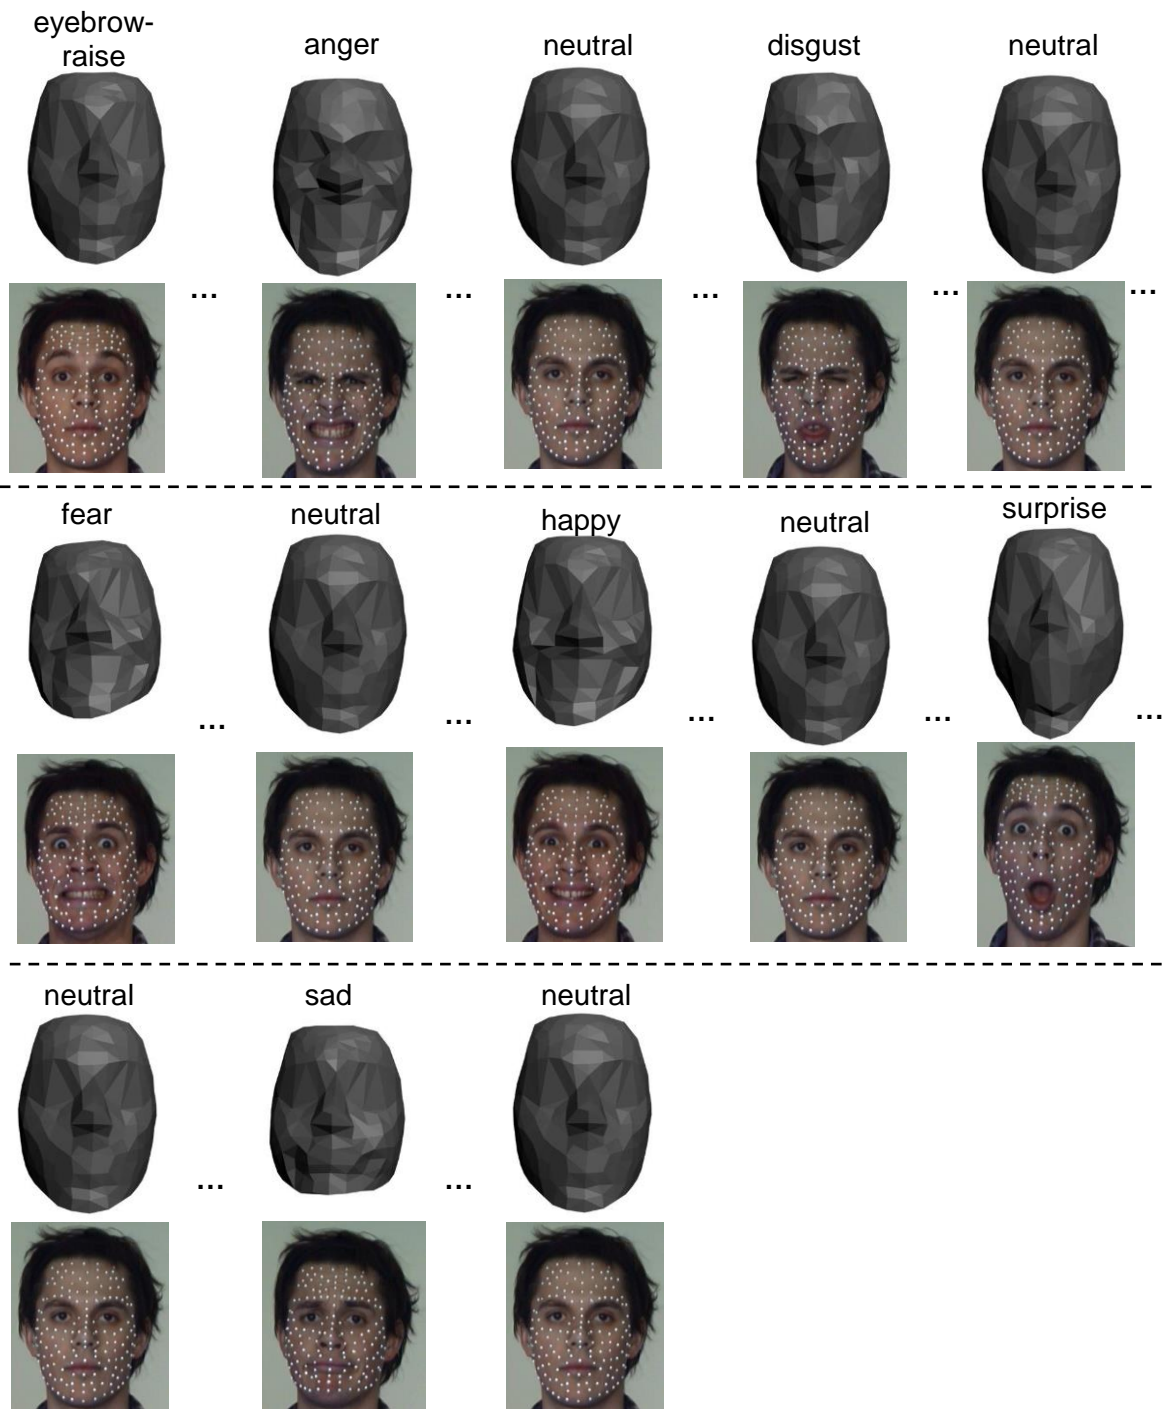 eyebrow-
raise
anger
neutral
disgust
neutral
...
...
...
...
...
fear
neutral
happy
neutral
surprise
...
...
...
...
...
neutral
sad
neutral
...
...